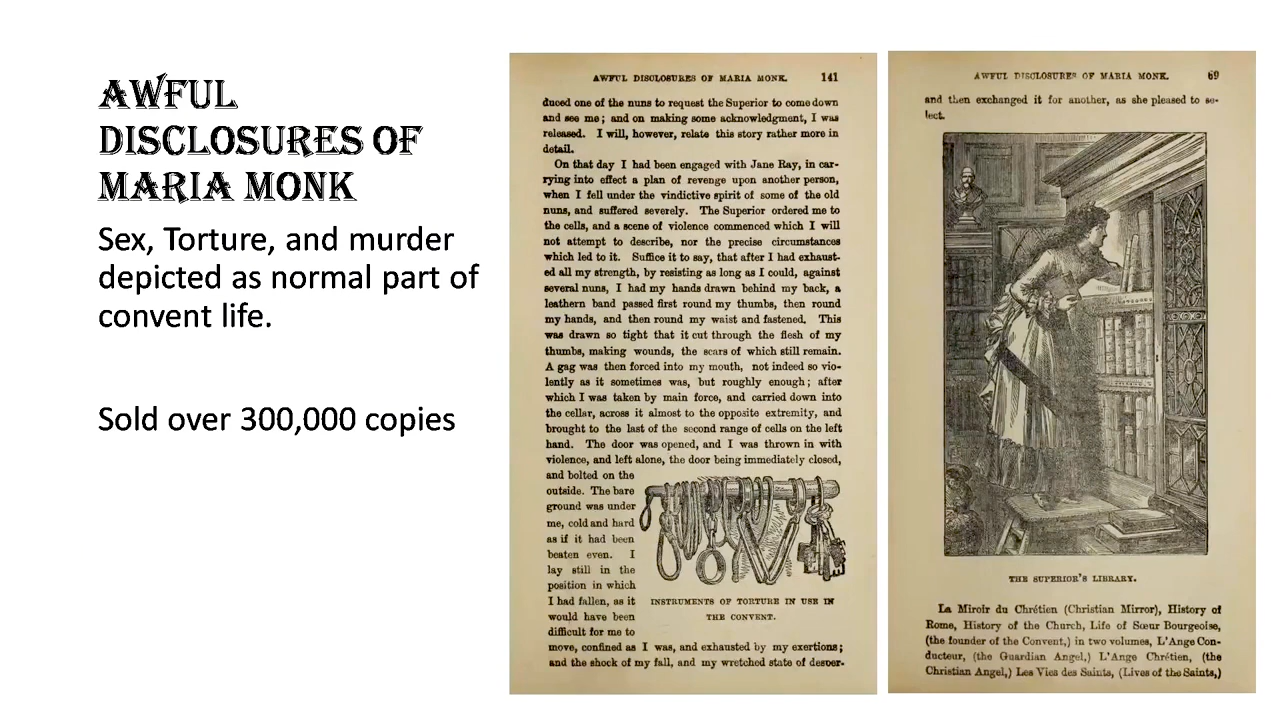 AWFUL
DISCLOSURES OF
MARIA MONK
Sex, Torture, and murder
depicted as normal part of
convent life.
Sold over 300,000 copies
AWFUL DISCLOSURES OF MARIA MONK. 141
duced one of the nuns to request the Superior to come down
and see me; and on making some acknowledgment, I was
released. I will, however, relate this story rather more in
detail.
On that day I had been engaged with Jane Ray, in car-
rying into effect a plan of revenge upon another person,
when I fell under the vindictive spirit of some of the old
nuns, and suffered severely. The Superior ordered me to
the cells, and a scene of violence commenced which I will
not attempt to describe, nor the precise circumstances
which led to it. Suffice it to say, that after I had exhaust-
ed all my strength, by resisting as long as I could, against
several nuns, I had my hands drawn behind my back, a
leathern band passed first round my thumbs, then round
my hands, and then round my waist and fastened. This
was drawn so tight that it cut through the flesh of my
thumbs, making wounds, the scars of which still remain.
A gag was then forced into my mouth, not indeed so vio-
lently as it sometimes was, but roughly enough; after
which I was taken by main force, and carried down into
the cellar, across it almost to the opposite extremity, and
brought to the last of the second range of cells on the left
hand. The door was opened, and I was thrown in with
violence, and left alone, the door being immediately closed,
and bolted on the
outside. The bare
ground was under
me, cold and hard
as if it had been
beaten even. I
lay still in the
position in which
I had fallen, as it
would have been
difficult for me to
INSTRUMENTS OF TORTURE IN USE IN
THE CONVENT.
move, confined as I was, and exhausted by my exertions;
and the shock of my fall, and my wretched state of desper-
AWFUL DISCLOSURES OF MARIA MONK. 69
and then exchanged it for another, as she pleased to se-
lect.
THE SUPERIOR'S LIBRARY.
La Miroir du Chrétien (Christian Mirror), History of
Rome, History of the Church, Life of Sœur Bourgeoise,
(the founder of the Convent,) in two volumes, L'Ange Con-
ducteur, (the Guardian Angel,) L'Ange Chrétien, (the
Christian Angel,) Les Vies des Saints, (Lives of the Saints,)